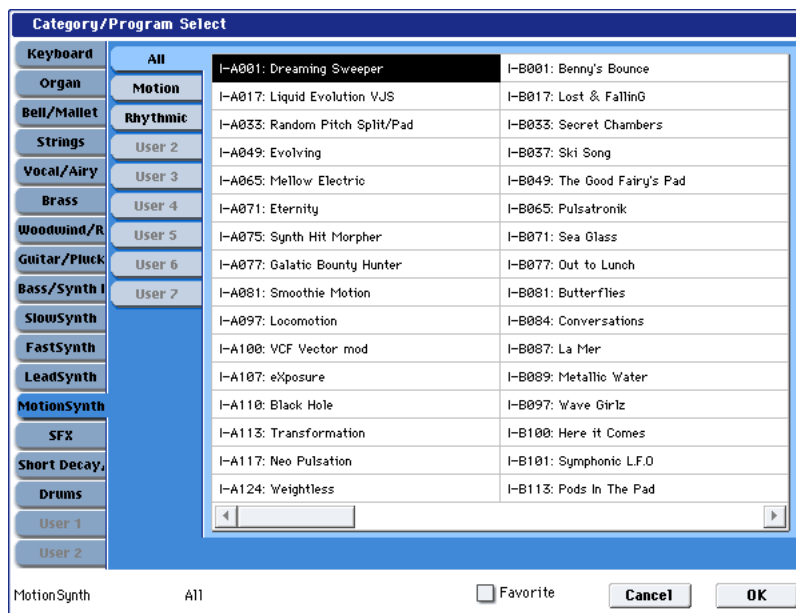 Category/Program Select
Keyboard
Organ
Bell/Mallet
Strings
Vocal/Airy
Brass
Woodwind/R
Guitar/Pluck
Bass/Synth
SlowSynth
FastSynth
LeadSynth
MotionSynth
SFX
Short Decay/
Drums
User 1
User 2
All
Motion
Rhythmic
User 2
User 3
User 4
User 5
User 6
User 7
I-A001: Dreaming Sweeper
I-A017: Liquid Evolution VJS
I-A033: Random Pitch Split/Pad
I-A049: Evolving
I-A065: Mellow Electric
I-A071: Eternity
I-A075: Synth Hit Morpher
I-A077: Galatic Bounty Hunter
I-A081: Smoothie Motion
I-A097: Locomotion
I-A100: VCF Vector mod
I-A107: eXposure
I-A110: Black Hole
I-A113: Transformation
I-A117: Neo Pulsation
I-A124: Weightless
I-B001: Benny's Bounce
I-B017: Lost & FallinG
I-B033: Secret Chambers
I-B037: Ski Song
I-B049: The Good Fairy's Pad
I-B065: Pulsatronik
I-B071: Sea Glass
I-B077: Out to Lunch
I-B081: Butterflies
I-B084: Conversations
I-B087: La Mer
I-B089: Metallic Water
I-B097: Wave Girlz
I-B100: Here it Comes
I-B101: Symphonic L.F.O
I-B113: Pods In The Pad
MotionSynth All Favorite Cancel OK